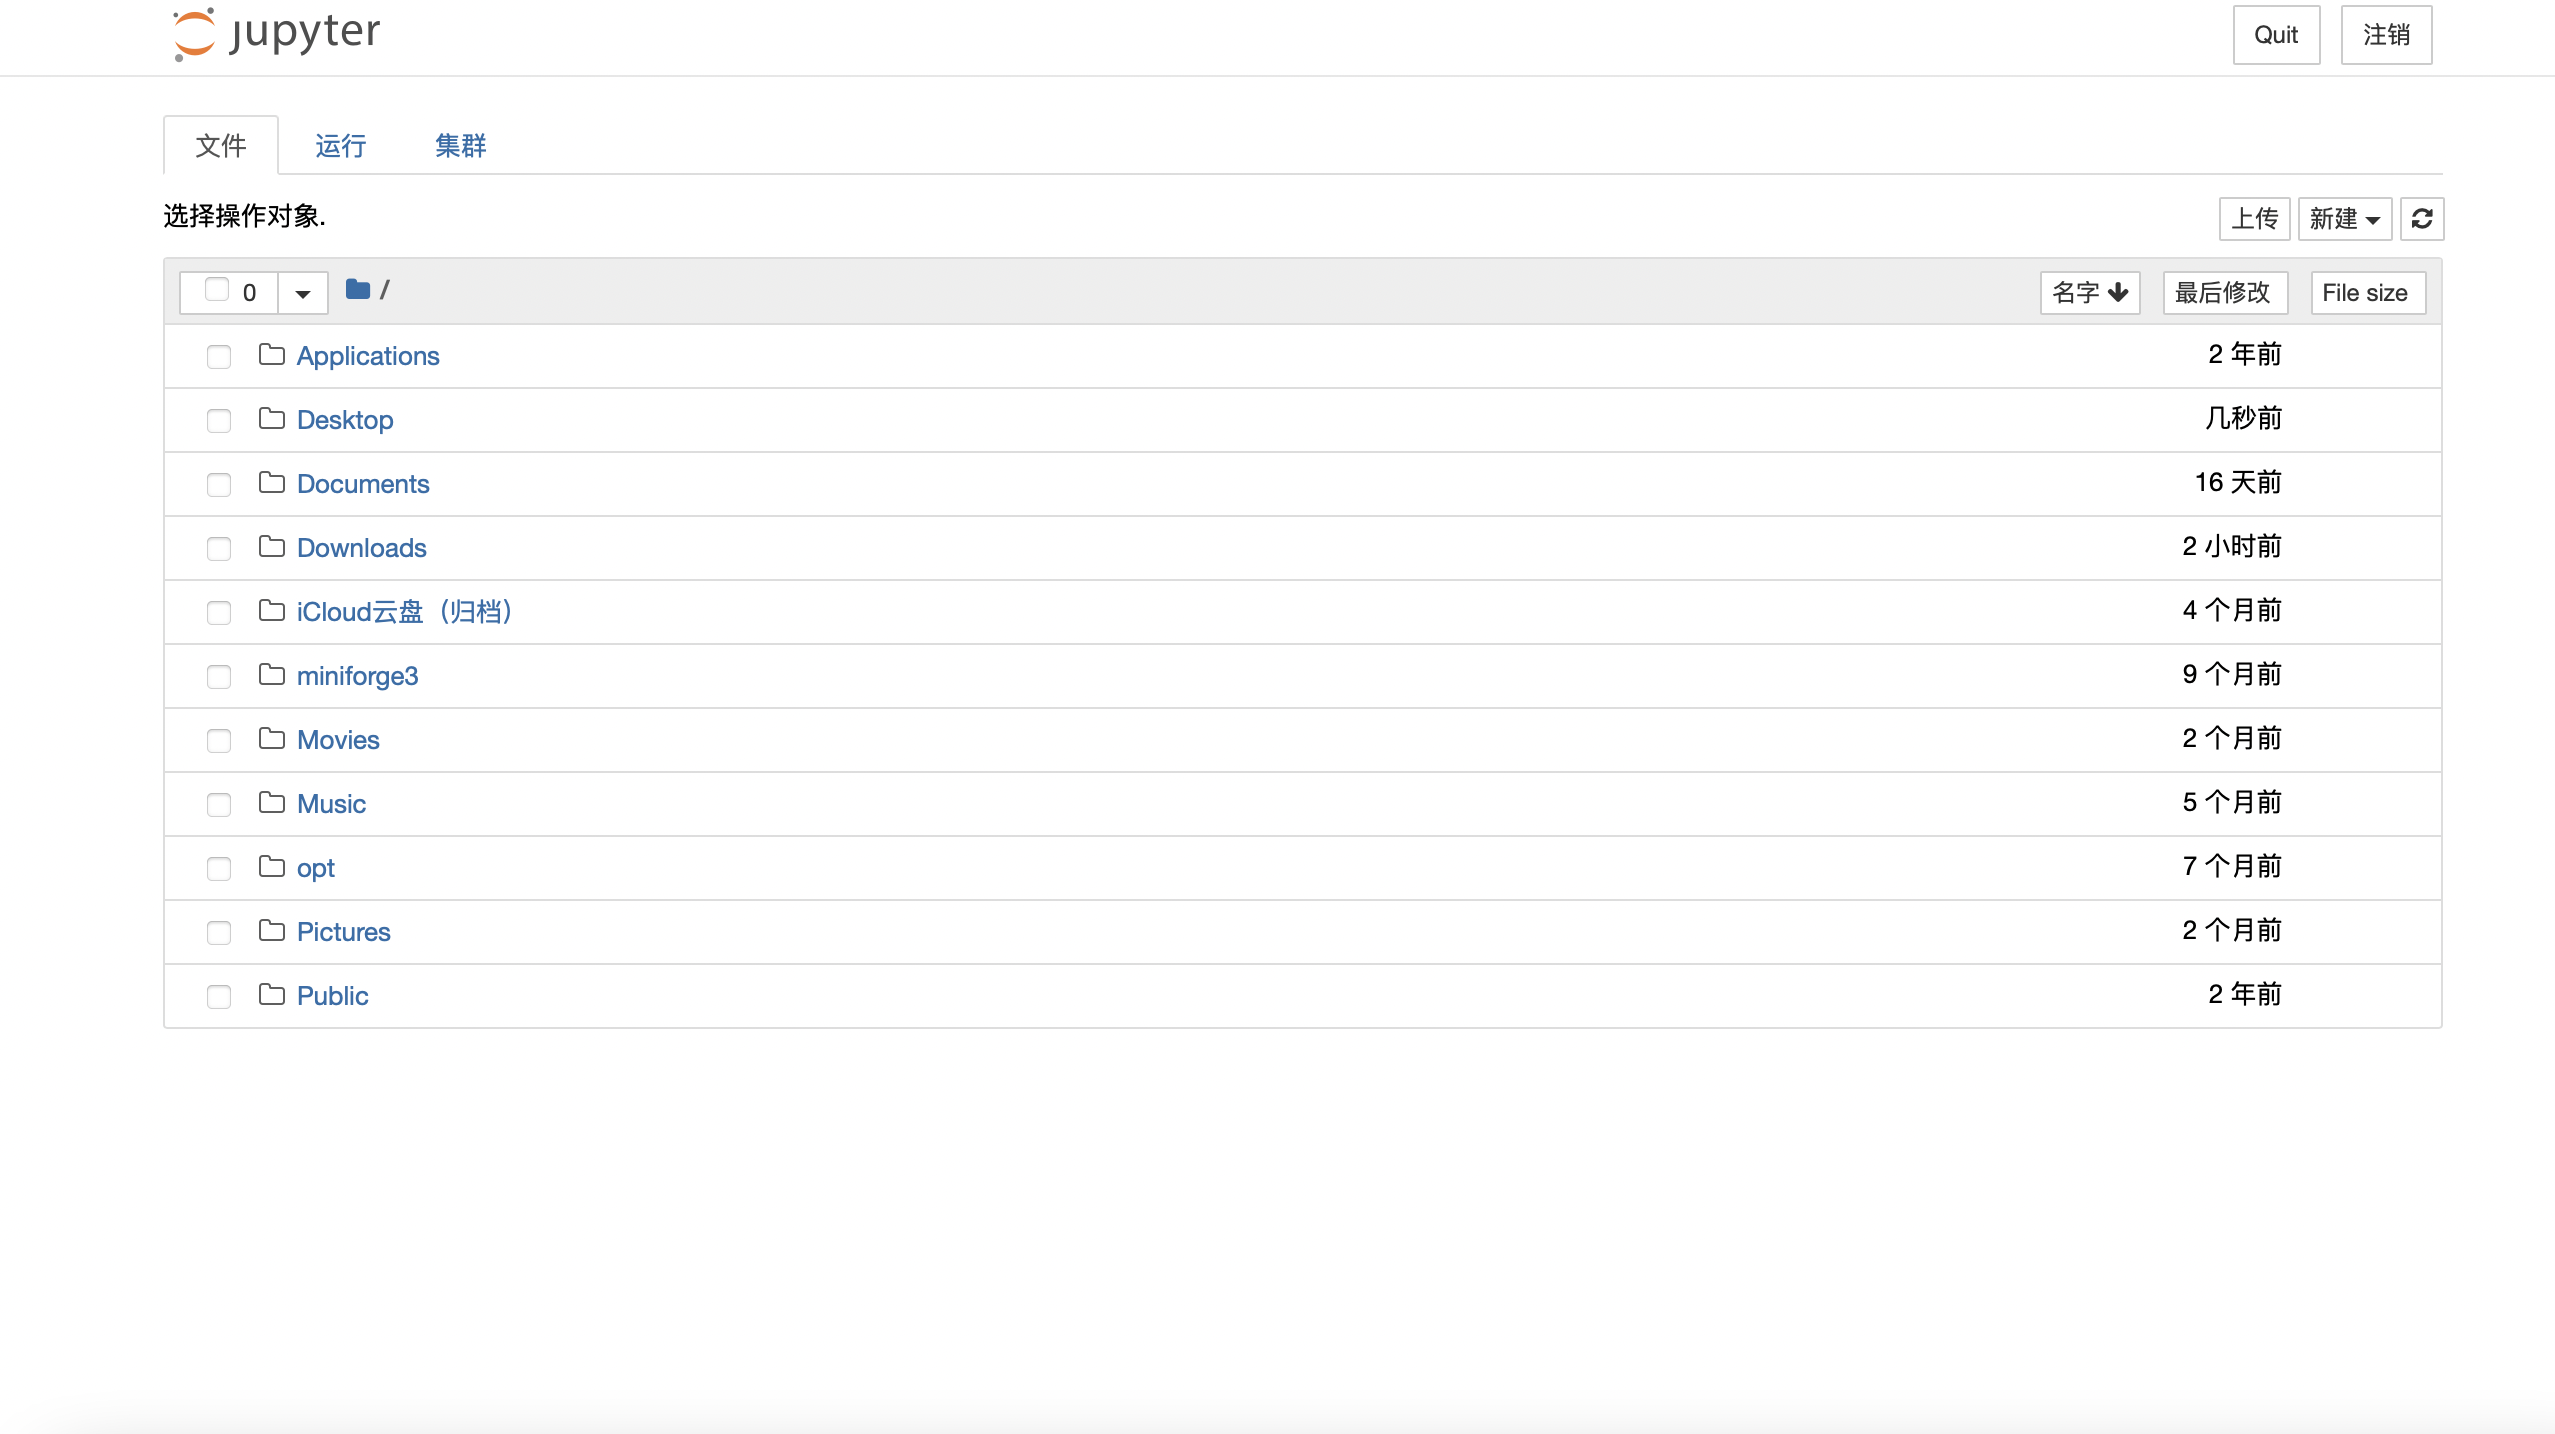 jupyter Quit 注销
文件 运行 集群
选择操作对象. 上传 新建
0 / 名字 最后修改 File size
Applications 2 年前
Desktop 几秒前
Documents 16 天前
Downloads 2 小时前
iCloud云盘（归档） 4 个月前
miniforge3 9 个月前
Movies 2 个月前
Music 5 个月前
opt 7 个月前
Pictures 2 个月前
Public 2 年前